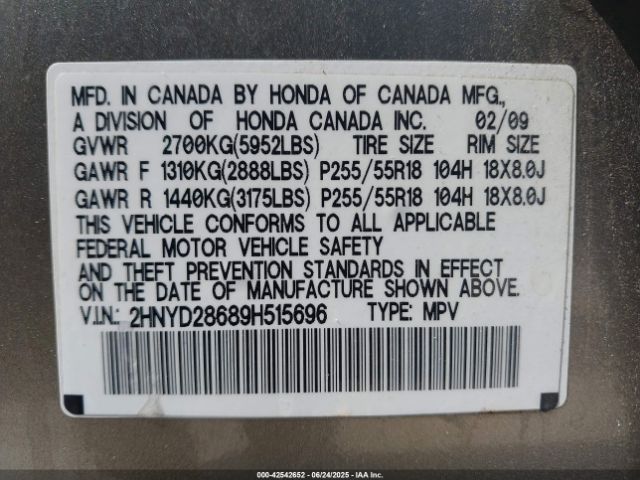 MFD. IN CANADA BY HONDA OF CANADA MFG.,
A DIVISION OF HONDA CANADA INC. 02/09
GVWR 2700KG(5952LBS) TIRE SIZE RIM SIZE
GAWR F 1310KG(2888LBS) P255/55R18 104H 18X8.0J
GAWR R 1440KG(3175LBS) P255/55R18 104H 18X8.0J
THIS VEHICLE CONFORMS TO ALL APPLICABLE
FEDERAL MOTOR VEHICLE SAFETY
AND THEFT PREVENTION STANDARDS IN EFFECT
ON THE DATE OF MANUFACTURE SHOWN ABOVE.
V.I.N.: 2HNYD28689H515696 TYPE: MPV
000-42542652 - 06/24/2025 - IAAI Inc.